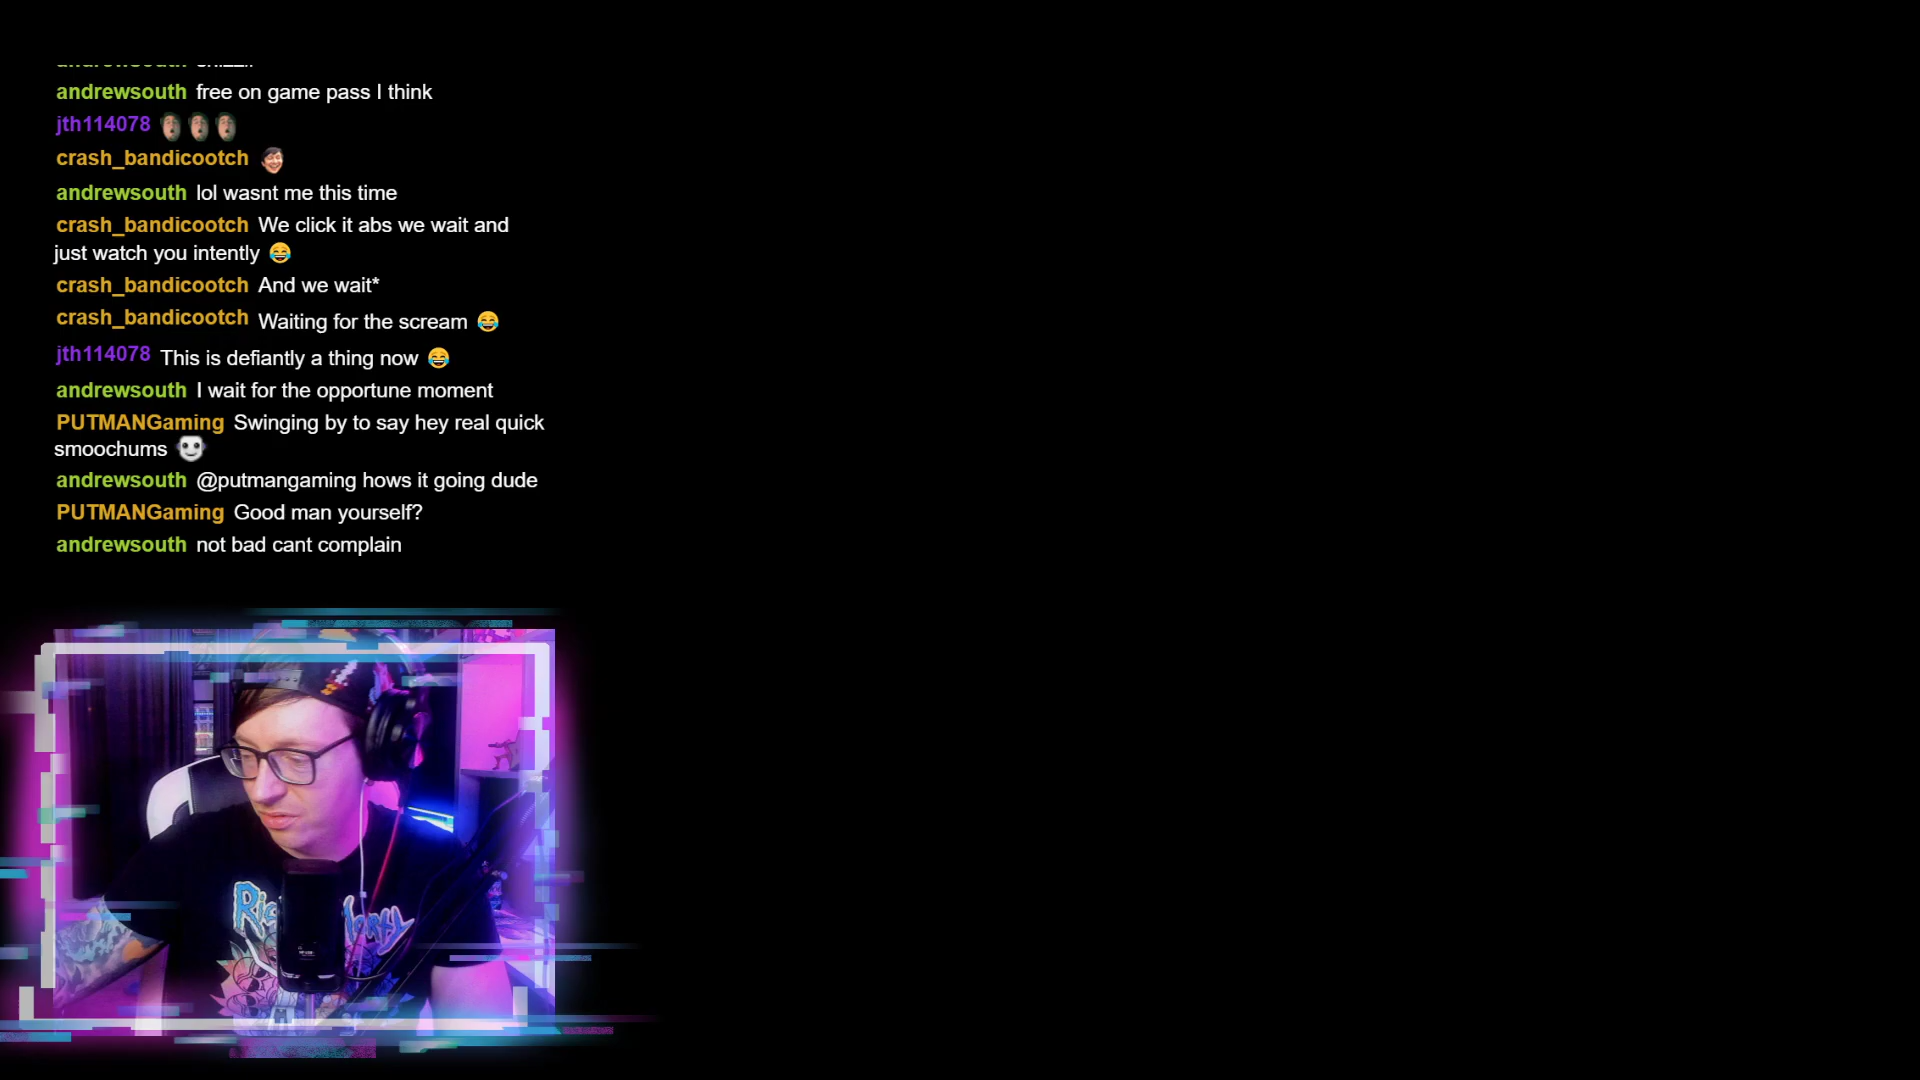 andrewsouth free on game pass I think
jth114078
crash_bandicootch
andrewsouth lol wasnt me this time
crash_bandicootch We click it abs we wait and
just watch you intently 😂
crash_bandicootch And we wait*
crash_bandicootch Waiting for the scream 😂
jth114078 This is defiantly a thing now 😂
andrewsouth I wait for the opportune moment
PUTMANGaming Swinging by to say hey real quick
smoochums
andrewsouth @putmangaming hows it going dude
PUTMANGaming Good man yourself?
andrewsouth not bad cant complain